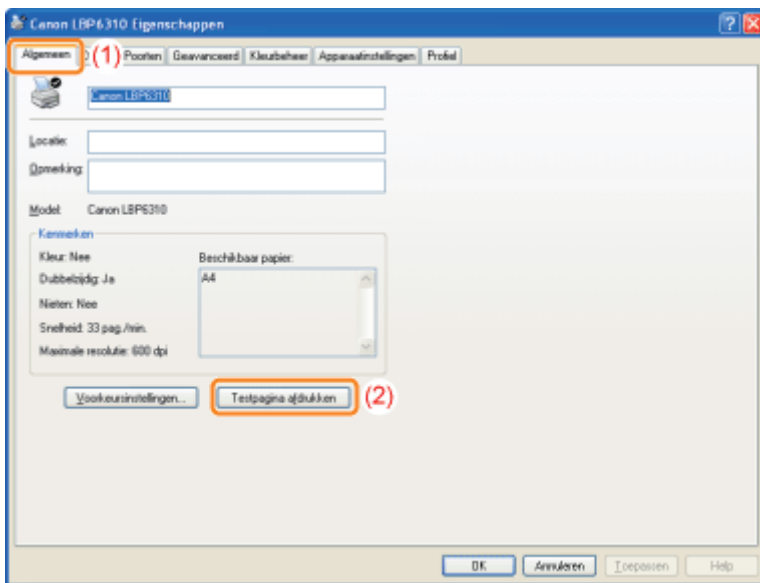 Canon LBP6310 Eigenschappen
Algemeen (1) Poorten Geavanceerd Kleurbeheer Apparaatinstellingen Profiel
Canon LBP6310
Locatie:
Opmerking:
Model: Canon LBP6310
Kenmerken
Kleur: Nee Beschikbaar papier:
Dubbelzijdig: Ja A4
Nieten: Nee
Snelheid: 33 pag./min.
Maximale resolutie: 600 dpi
Voorkeursinstellingen... Testpagina afdrukken (2)
OK Annuleren Toepassen Help